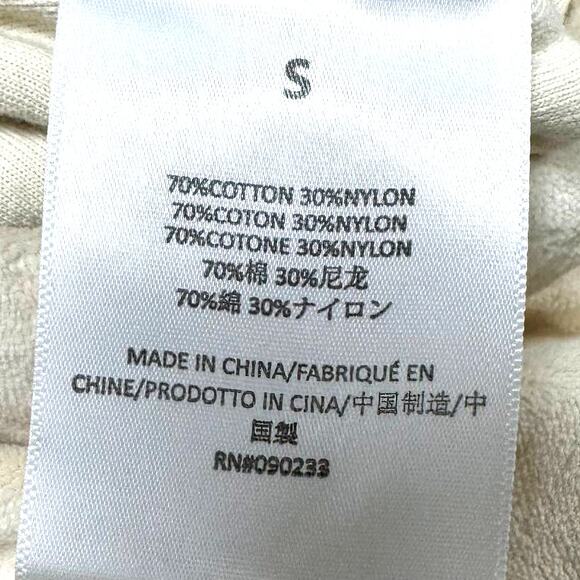 S
70%COTTON 30%NYLON
70%COTON 30%NYLON
70%COTONE 30%NYLON
70%棉 30%尼龙
70%綿 30%ナイロン
MADE IN CHINA/FABRIQUÉ EN
CHINE/PRODOTTO IN CINA/中国制造/中
国製
RN#090233